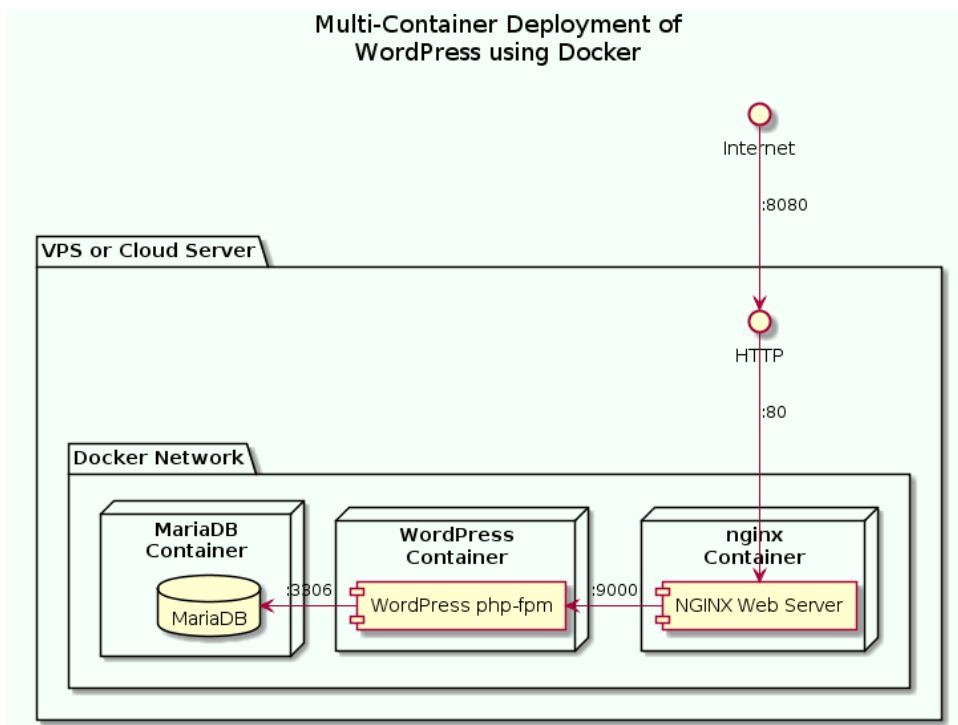 Multi-Container Deployment of
WordPress using Docker
Internet
:8080
VPS or Cloud Server
HTTP
:80
Docker Network
MariaDB
Container
WordPress
Container
nginx
Container
:3306
:9000
MariaDB
WordPress php-fpm
NGINX Web Server